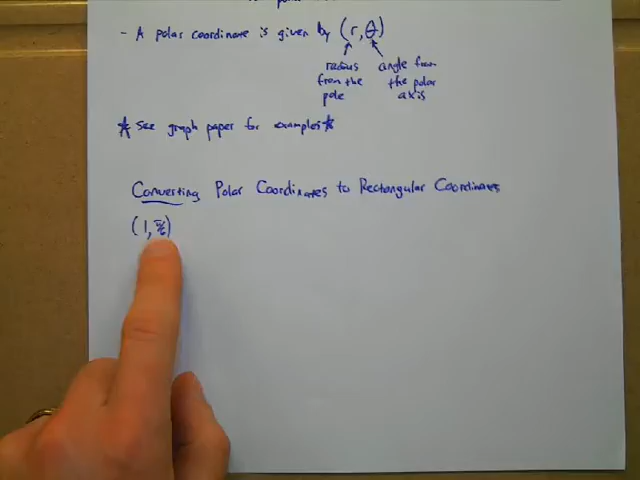 - A polar coordinate is given by (r, θ)
radius from the pole
angle from the polar axis
* See graph paper for examples *
Converting Polar Coordinates to Rectangular Coordinates
(1, π/6)